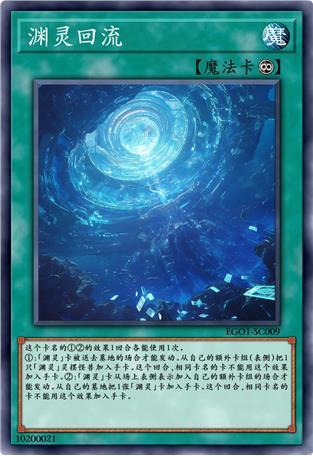 渊灵回流
魔
【魔法卡】
EGO1-SC009
这个卡名的①②的效果1回合各能使用1次。
①:「渊灵」卡被送去墓地的场合才能发动。从自己的额外卡组(表侧)把1
只「渊灵」灵摆怪兽加入手卡。这个回合,相同卡名的卡不能用这个效果
加入手卡。②:「渊灵」卡从场上表侧表示加入自己的额外卡组的场合才
能发动。从自己的墓地把1张「渊灵」卡加入手卡。这个回合,相同卡名的
卡不能用这个效果加入手卡。
10200021